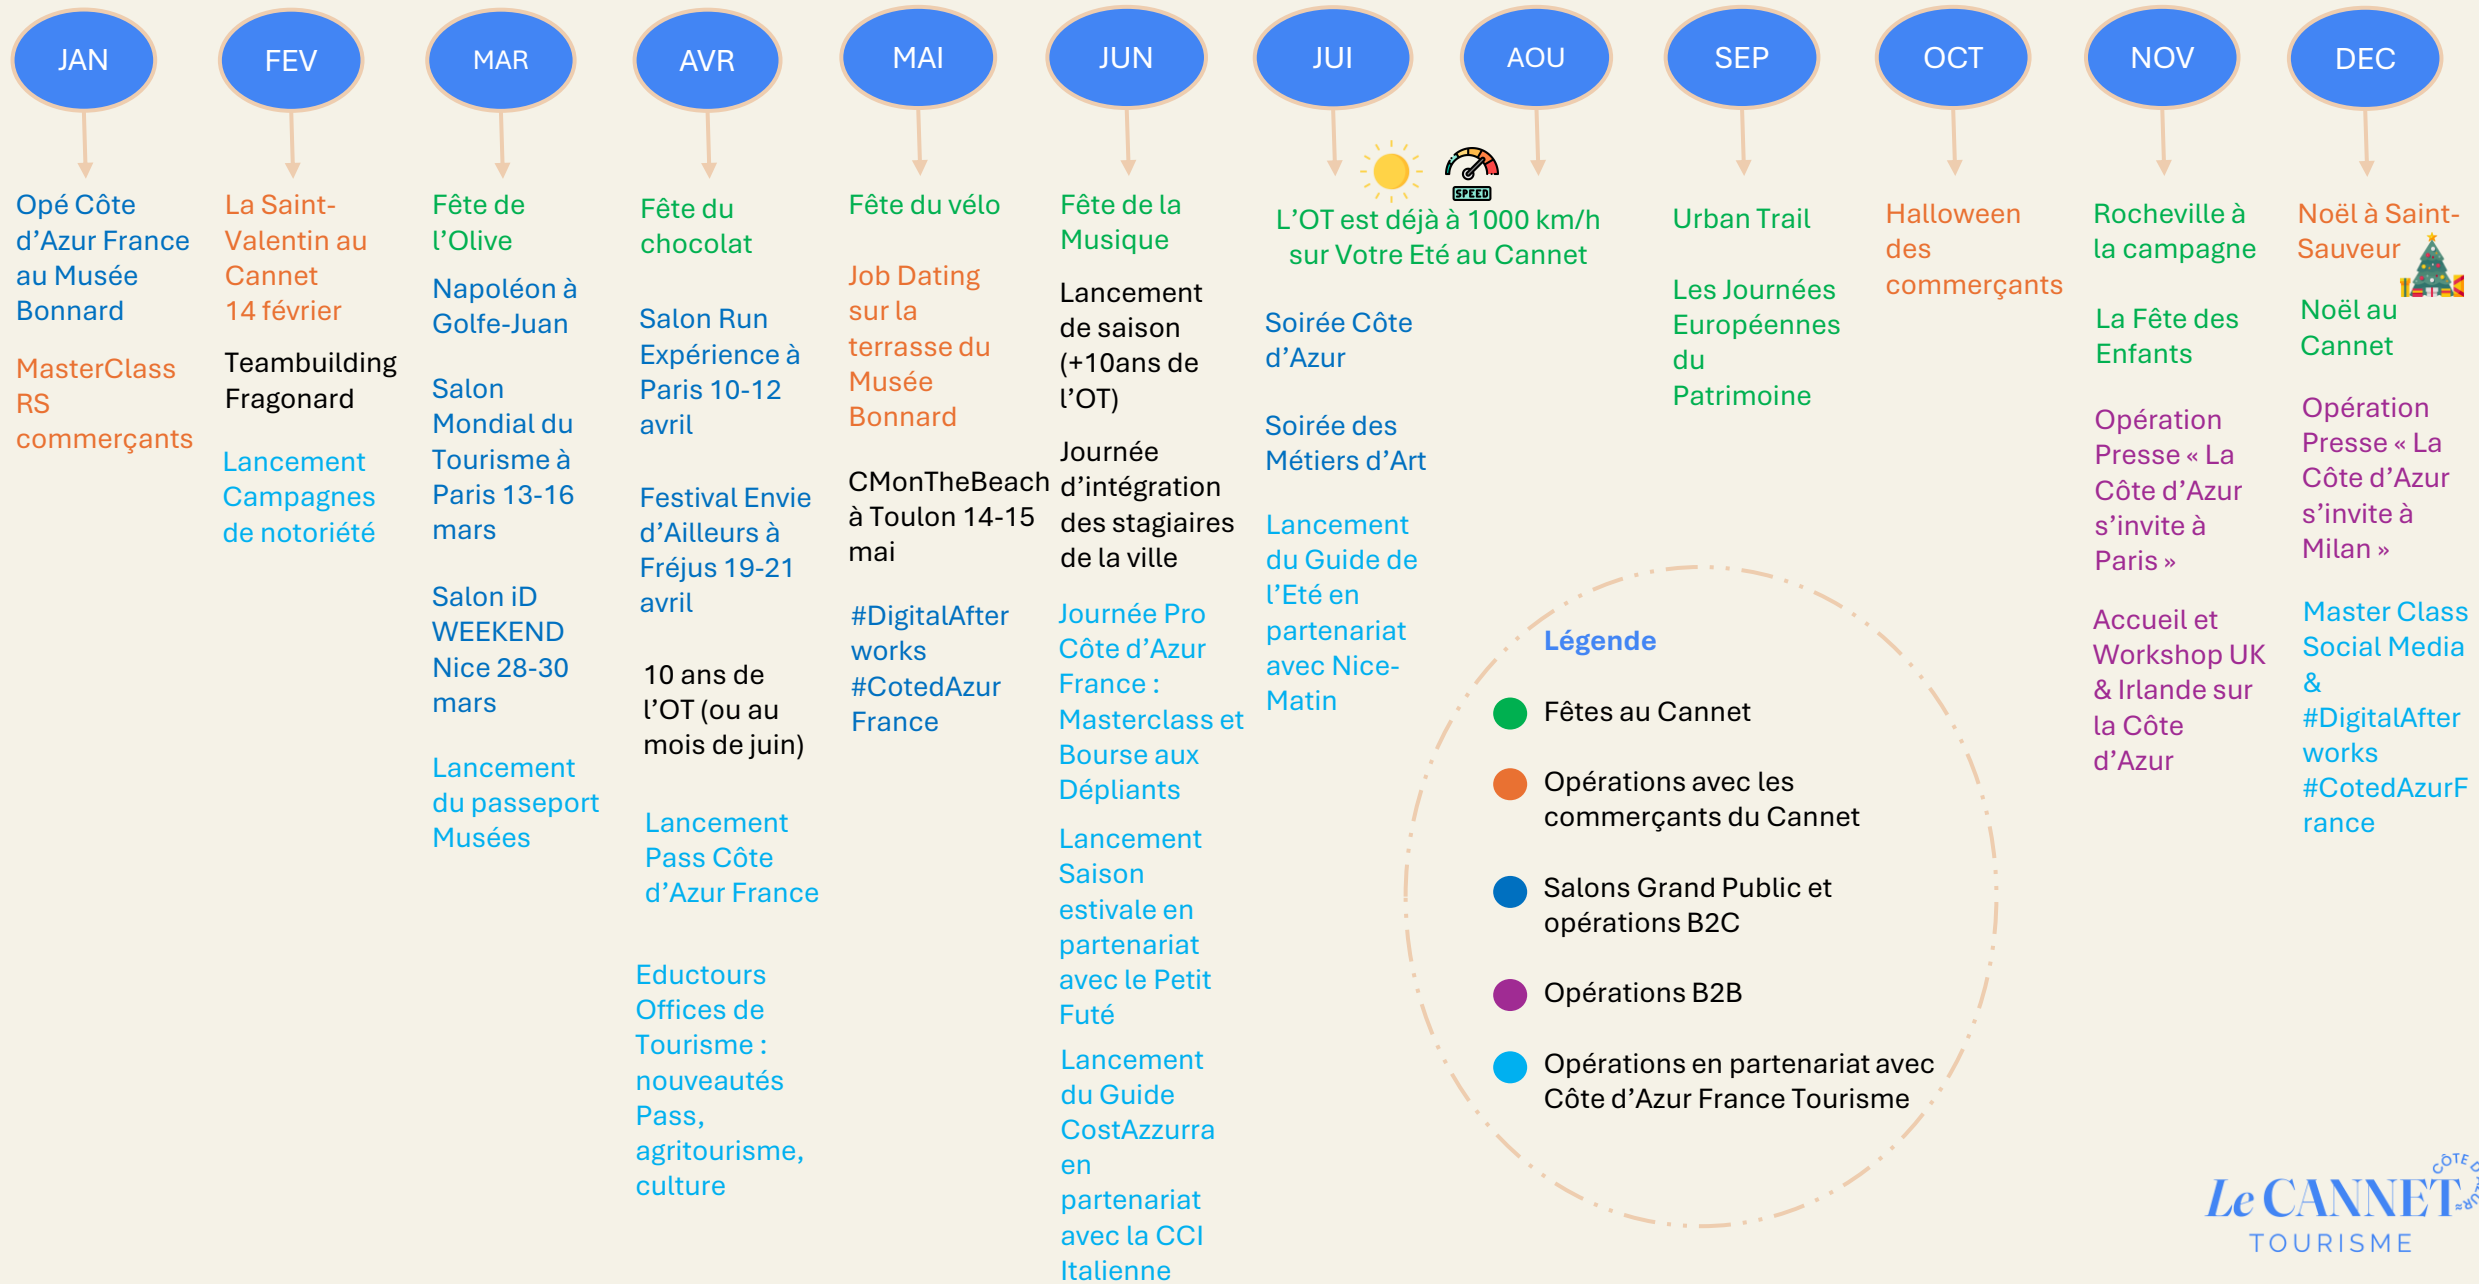 JAN
FEV
MAR
AVR
MAI
JUN
JUI
AOU
SEP
OCT
NOV
DEC
Opé Côte
d’Azur France
au Musée
Bonnard
MasterClass
RS
commerçants
La Saint-
Valentin au
Cannet
14 février
Teambuilding
Fragonard
Lancement
Campagnes
de notoriété
Fête de
l’Olive
Napoléon à
Golfe-Juan
Salon
Mondial du
Tourisme à
Paris 13-16
mars
Salon iD
WEEKEND
Nice 28-30
mars
Lancement
du passeport
Musées
Fête du
chocolat
Salon Run
Expérience à
Paris 10-12
avril
Festival Envie
d’Ailleurs à
Fréjus 19-21
avril
10 ans de
l’OT (ou au
mois de juin)
Lancement
Pass Côte
d’Azur France
Eductours
Offices de
Tourisme :
nouveautés
Pass,
agritourisme,
culture
Fête du vélo
Job Dating
sur la
terrasse du
Musée
Bonnard
CMonTheBeach
à Toulon 14-15
mai
#DigitalAfter
works
#CotedAzur
France
Fête de la
Musique
Lancement
de saison
(+10ans de
l’OT)
Journée
d’intégration
des stagiaires
de la ville
Journée Pro
Côte d’Azur
France :
Masterclass et
Bourse aux
Dépliants
Lancement
Saison
estivale en
partenariat
avec le Petit
Futé
Lancement
du Guide
CostAzzurra
en
partenariat
avec la CCI
Italienne
SPEED
L’OT est déjà à 1000 km/h
sur Votre Eté au Cannet
Soirée Côte
d’Azur
Soirée des
Métiers d’Art
Lancement
du Guide de
l’Eté en
partenariat
avec Nice-
Matin
Urban Trail
Les Journées
Européennes
du
Patrimoine
Halloween
des
commerçants
Rocheville à
la campagne
La Fête des
Enfants
Opération
Presse « La
Côte d’Azur
s’invite à
Paris »
Accueil et
Workshop UK
& Irlande sur
la Côte
d’Azur
Noël à Saint-
Sauveur
Noël au
Cannet
Opération
Presse « La
Côte d’Azur
s’invite à
Milan »
Master Class
Social Media
&
#DigitalAfter
works
#CotedAzurF
rance
Légende
Fêtes au Cannet
Opérations avec les
commerçants du Cannet
Salons Grand Public et
opérations B2C
Opérations B2B
Opérations en partenariat avec
Côte d’Azur France Tourisme
Le CANNET
TOURISME
CÔTE